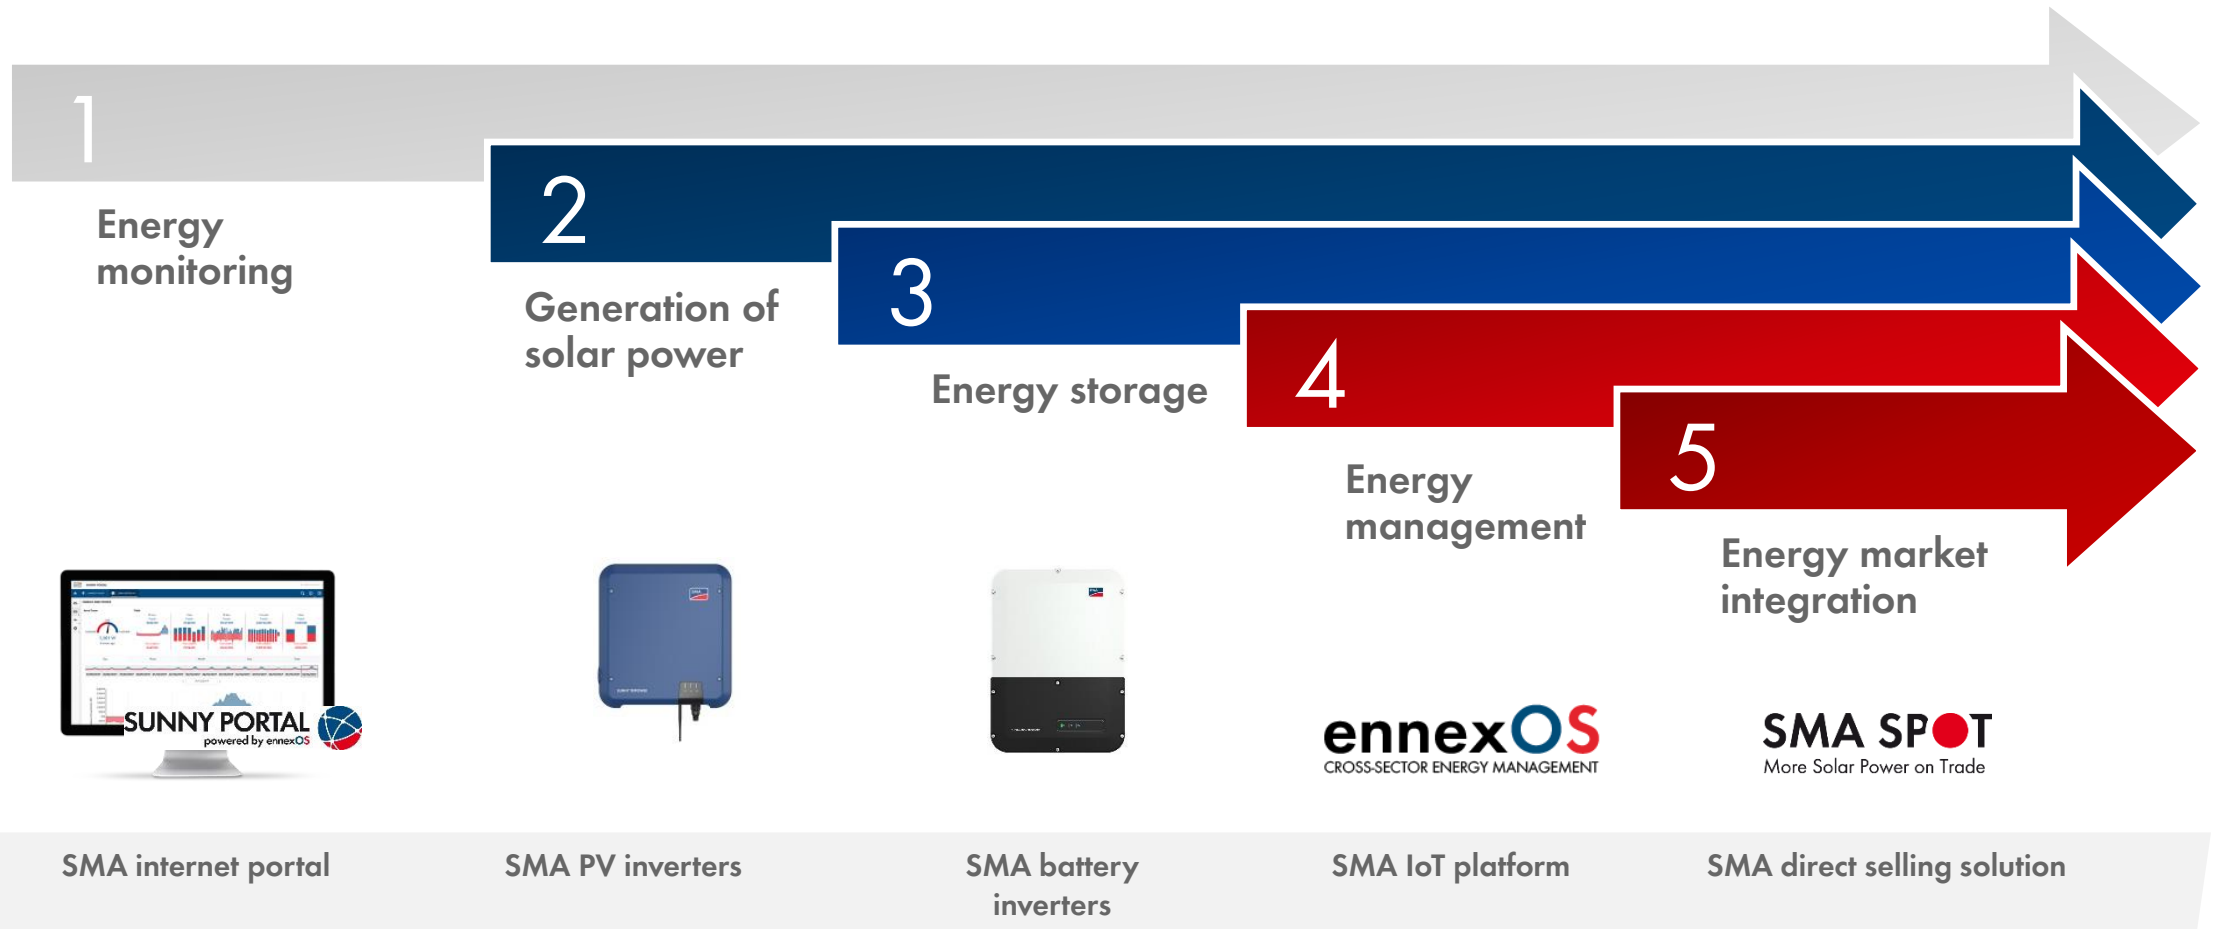 1
Energy
monitoring
2
Generation of
solar power
3
Energy storage
4
Energy
management
5
Energy market
integration
SUNNY PORTAL
powered by ennexOS
SMA
SMA
ennexOS
CROSS-SECTOR ENERGY MANAGEMENT
SMA SPOT
More Solar Power on Trade
SMA internet portal
SMA PV inverters
SMA battery
inverters
SMA IoT platform
SMA direct selling solution